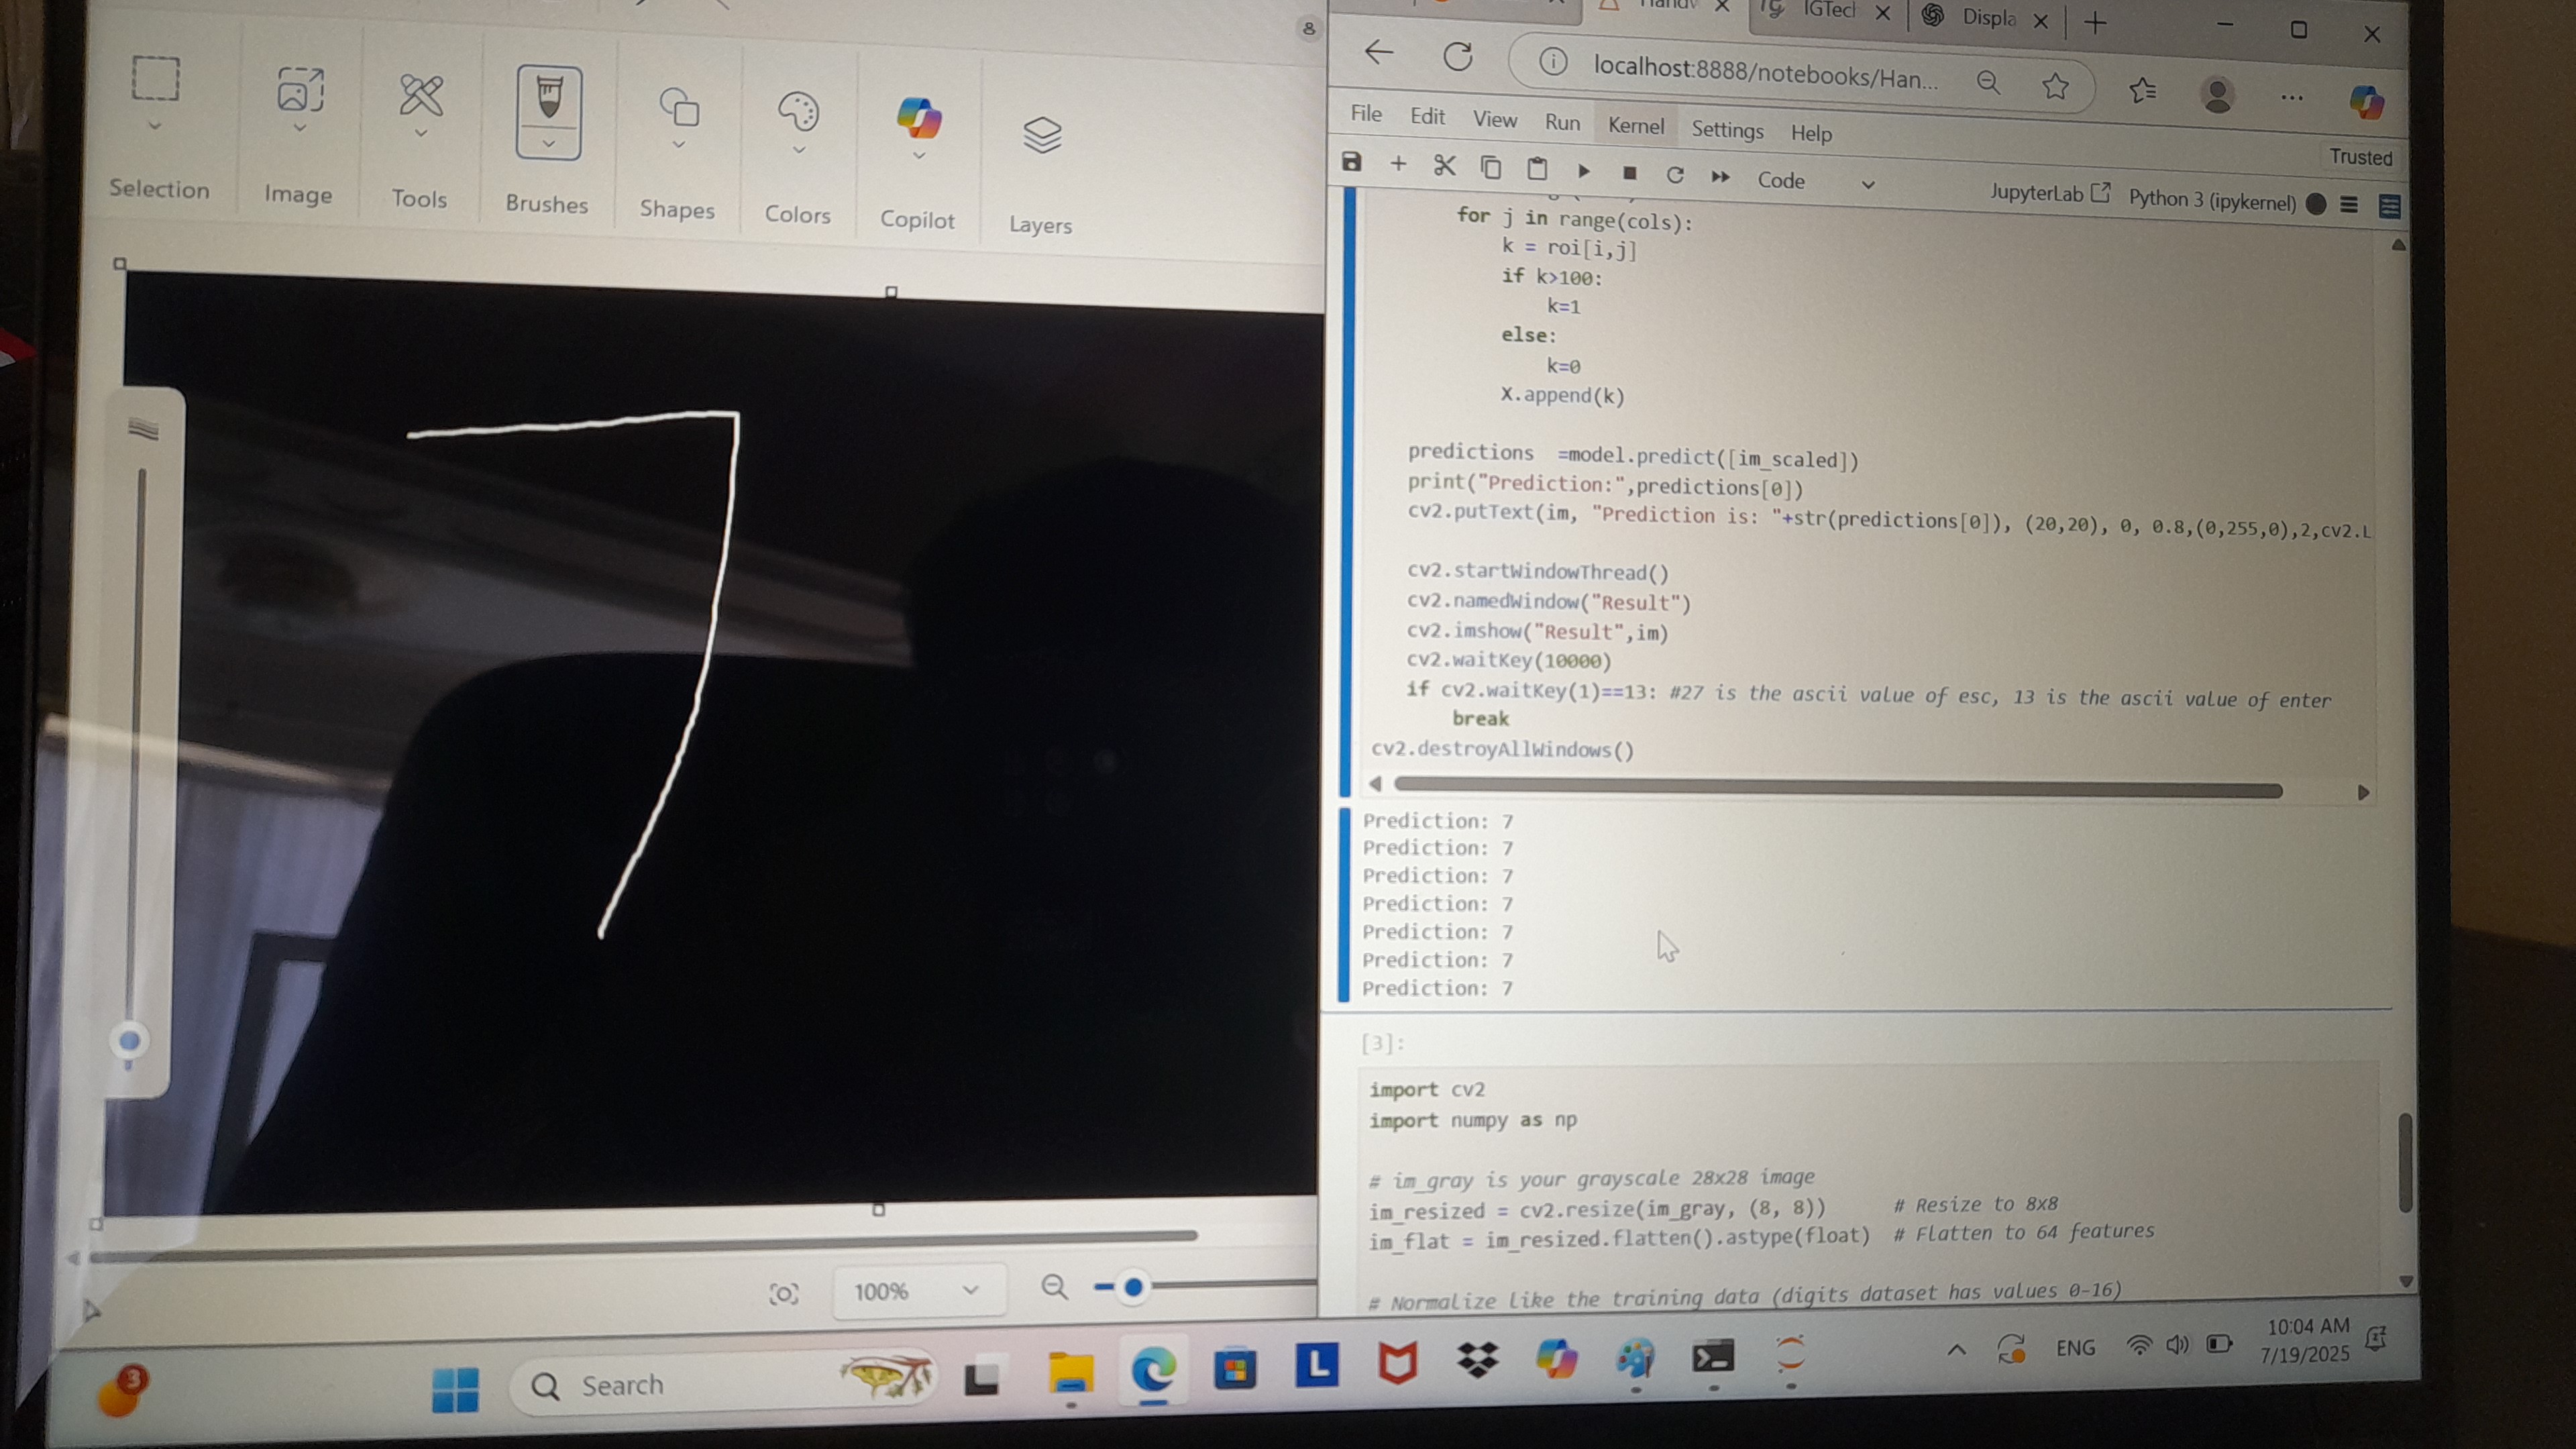 Selection
Image
Tools
Brushes
Shapes
Colors
Copilot
Layers
7
100%
8
IGTech
Displa
localhost:8888/notebooks/Han...
File Edit View Run Kernel Settings Help
Trusted
Code
JupyterLab
Python 3 (ipykernel)
for j in range(cols):
k = roi[i,j]
if k>100:
k=1
else:
k=0
X.append(k)
predictions =model.predict([im_scaled])
print("Prediction:",predictions[0])
cv2.putText(im, "Prediction is: "+str(predictions[0]), (20,20), 0, 0.8,(0,255,0),2,cv2.L
cv2.startWindowThread()
cv2.namedWindow("Result")
cv2.imshow("Result",im)
cv2.waitKey(10000)
if cv2.waitKey(1)==13: #27 is the ascii value of esc, 13 is the ascii value of enter
break
cv2.destroyAllWindows()
Prediction: 7
Prediction: 7
Prediction: 7
Prediction: 7
Prediction: 7
Prediction: 7
Prediction: 7
[3]:
import cv2
import numpy as np
# im_gray is your grayscale 28x28 image
im_resized = cv2.resize(im_gray, (8, 8)) # Resize to 8x8
im_flat = im_resized.flatten().astype(float) # Flatten to 64 features
# Normalize like the training data (digits dataset has values 0-16)
3
Search
L
ENG
10:04 AM
7/19/2025